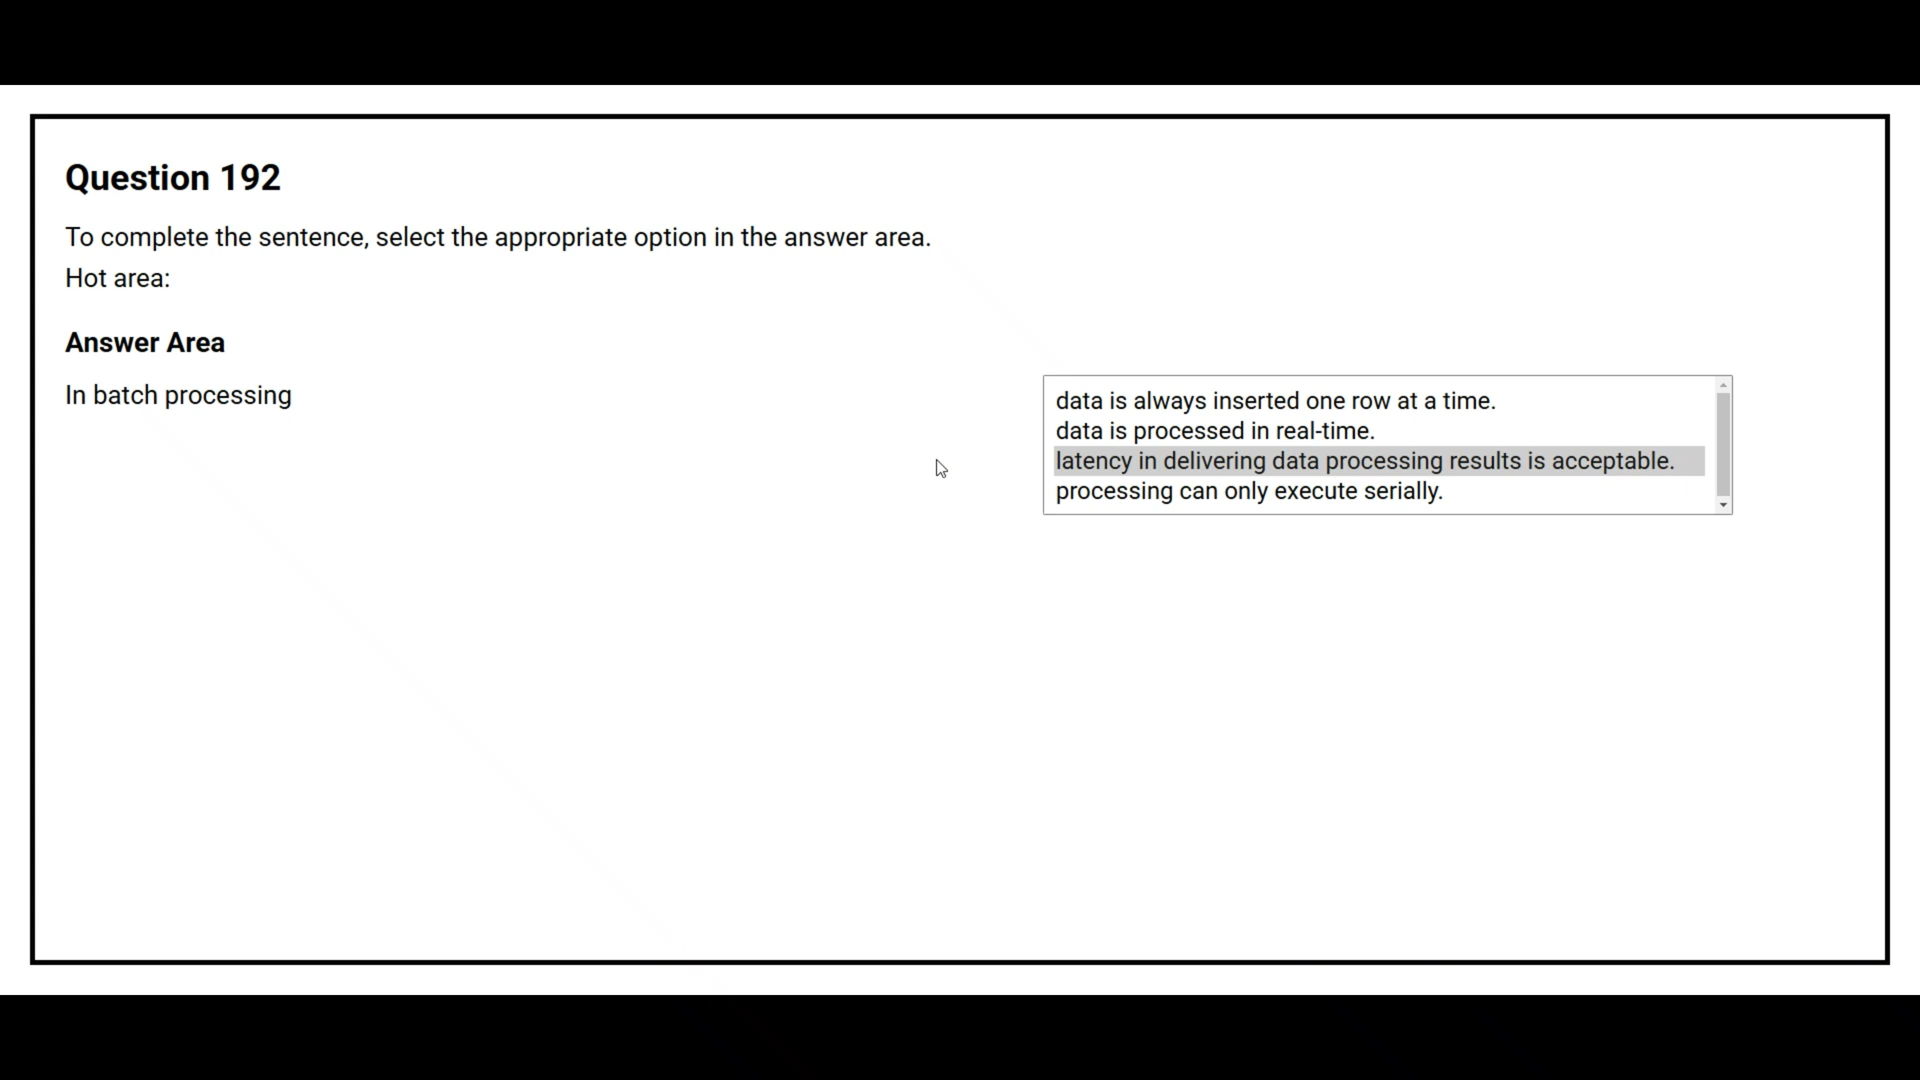 Question 192
To complete the sentence, select the appropriate option in the answer area.
Hot area:
Answer Area
In batch processing
data is always inserted one row at a time.
data is processed in real-time.
latency in delivering data processing results is acceptable.
processing can only execute serially.